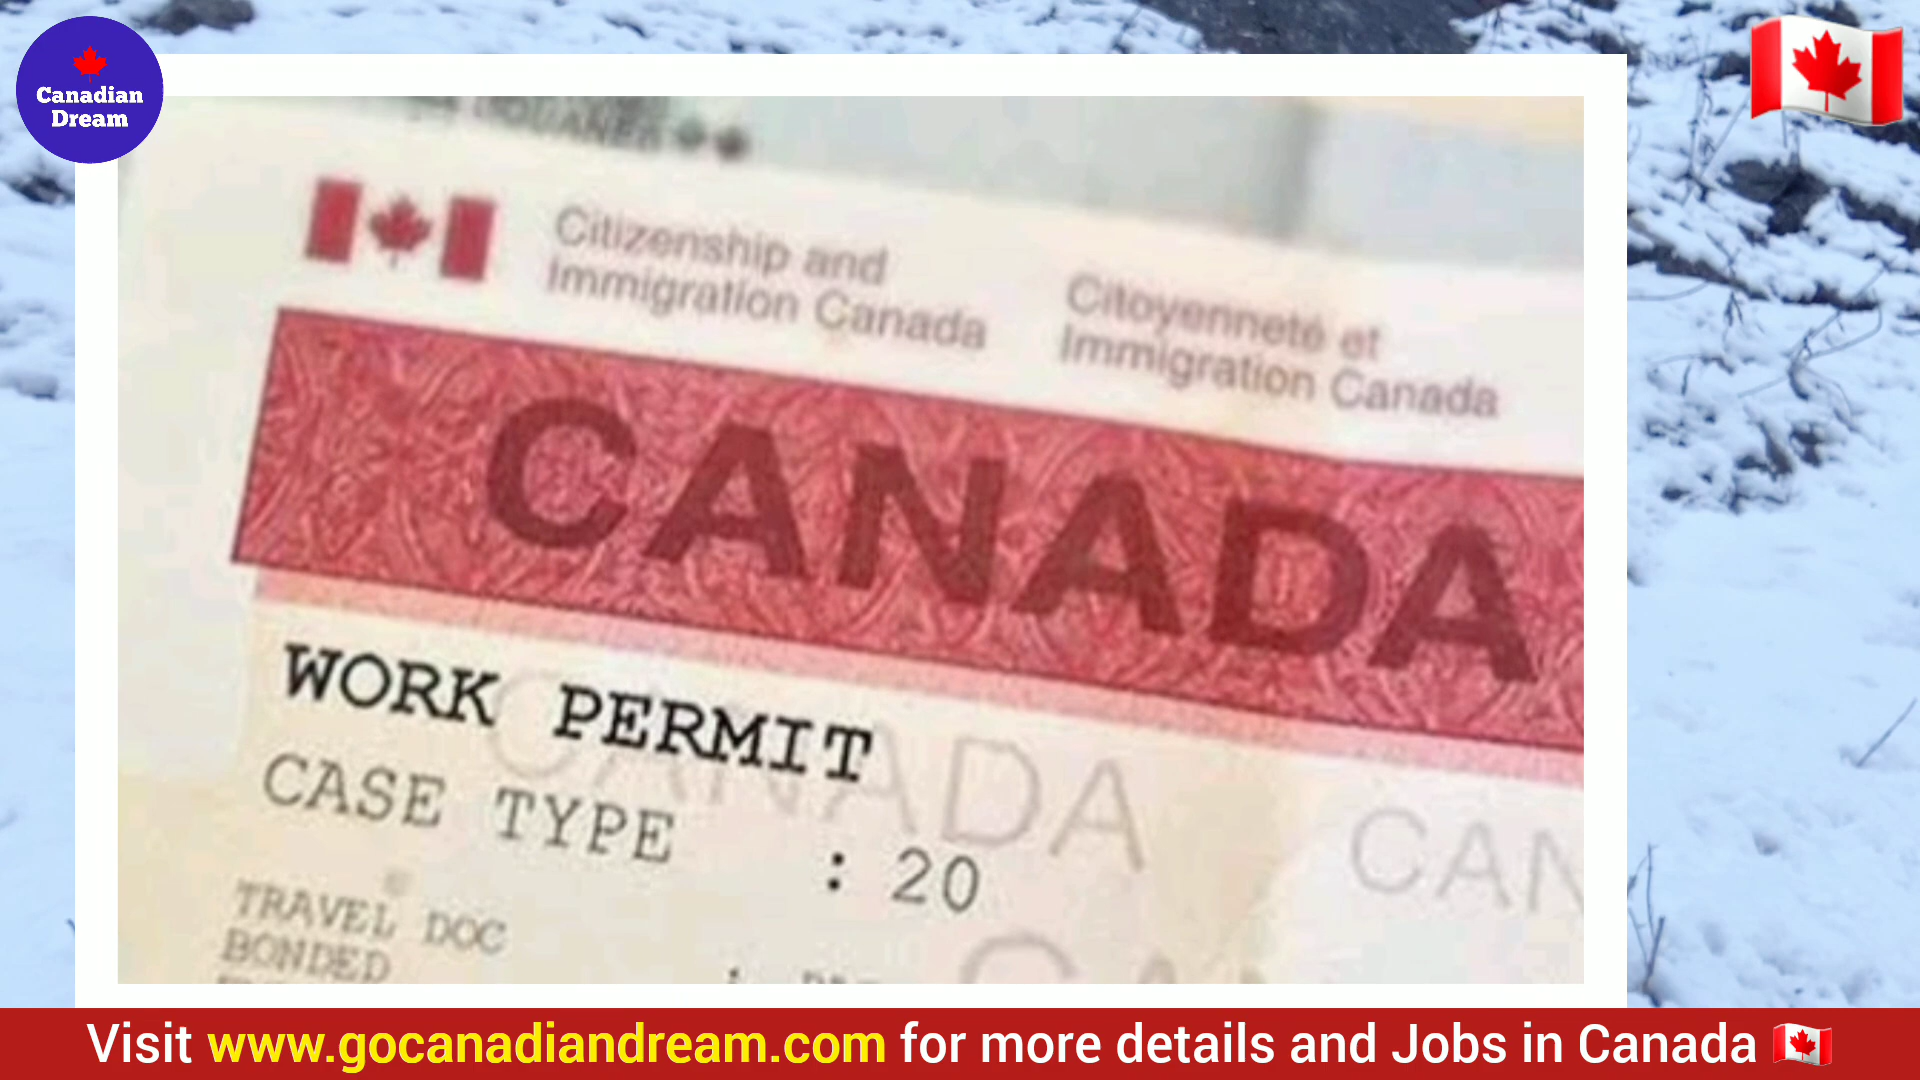 Canadian
Dream
Citizenship and
Immigration Canada
Citoyenneté et
Immigration Canada
CANADA
WORK PERMIT
CASE TYPE : 20
CANADA
CAN
TRAVEL DOC
BONDED :
Visit www.gocanadiandream.com for more details and Jobs in Canada 🇨🇦